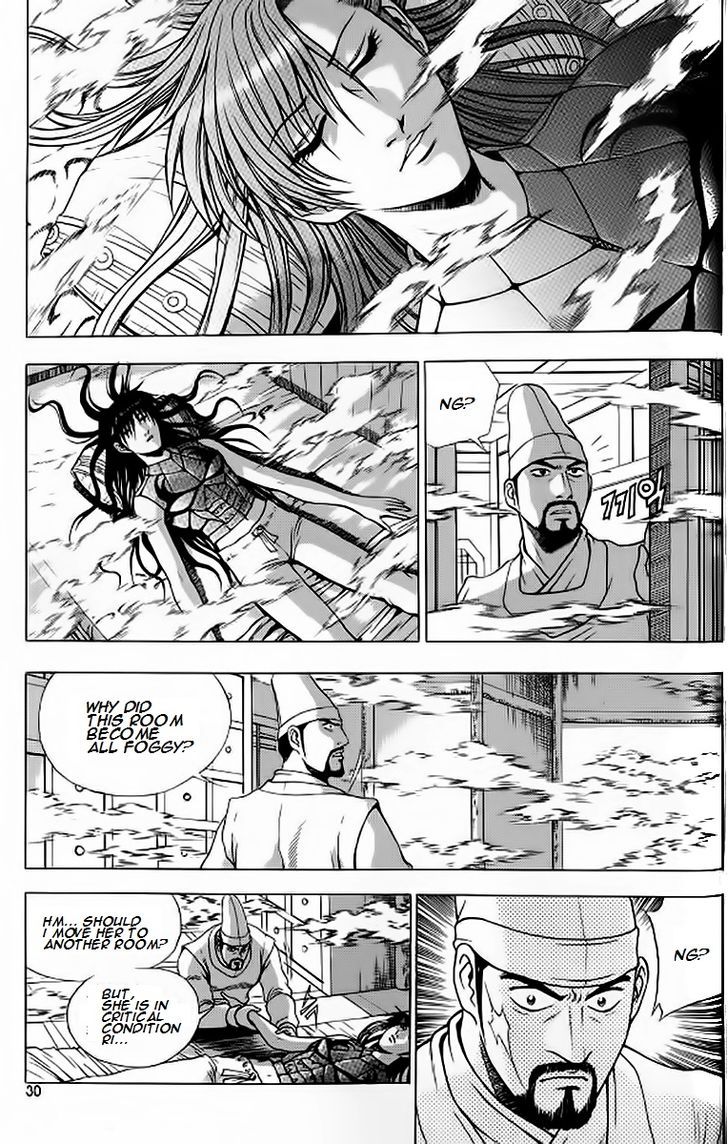 NG?
끼익
WHY DID
THIS ROOM
BECOME
ALL FOGGY?
HM... SHOULD
I MOVE HER TO
ANOTHER ROOM?
BUT,
SHE IS IN
CRITICAL
CONDITION
RI...
NG?
30